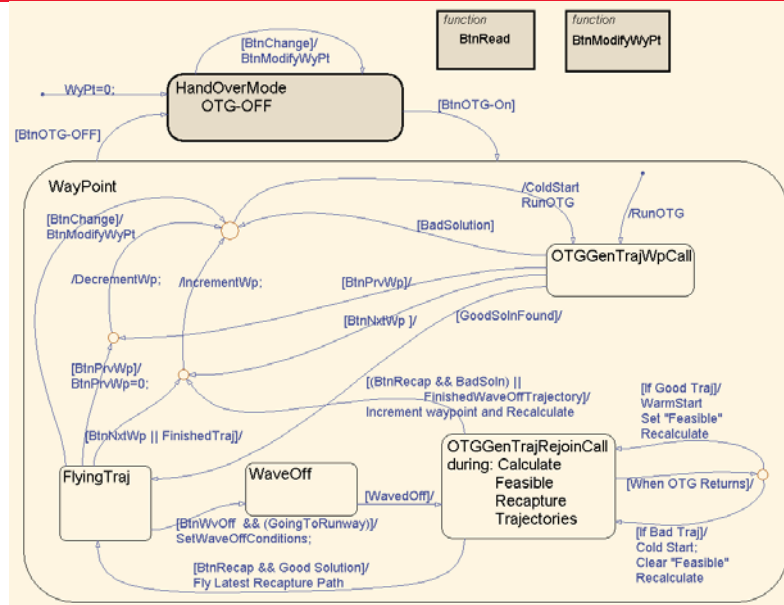 function
BtnRead
function
BtnModifyWyPt
[BtnChange]/
BtnModifyWyPt
WyPt=0;
HandOverMode
OTG-OFF
[BtnOTG-OFF]
[BtnOTG-On]
WayPoint
[BtnChange]/
BtnModifyWyPt
/ColdStart
RunOTG
/RunOTG
[BadSolution]
OTGGenTrajWpCall
/DecrementWp;
/IncrementWp;
[BtnPrvWp]/
[BtnNxtWp ]/
[GoodSolnFound]/
[BtnPrvWp]/
BtnPrvWp=0;
[(BtnRecap && BadSoln) ||
FinishedWaveOffTrajectory]/
Increment waypoint and Recalculate
[If Good Traj]/
WarmStart
Set "Feasible"
Recalculate
[BtnNxtWp || FinishedTraj]/
OTGGenTrajRejoinCall
during: Calculate
Feasible
Recapture
Trajectories
FlyingTraj
WaveOff
[WavedOff]/
[When OTG Returns]/
[BtnWvOff && (GoingToRunway)]/
SetWaveOffConditions;
[If Bad Traj]/
Cold Start;
Clear "Feasible"
Recalculate
[BtnRecap && Good Solution]/
Fly Latest Recapture Path